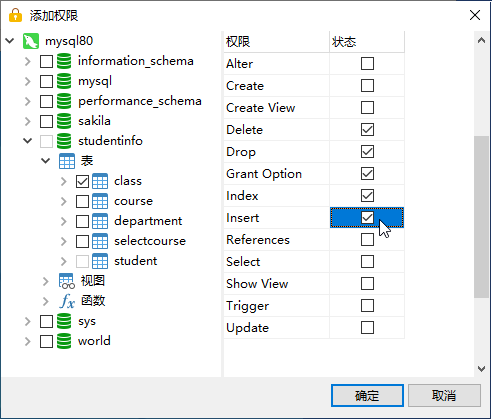 添加权限
mysql80
information_schema
mysql
performance_schema
sakila
studentinfo
表
class
course
department
selectcourse
student
视图
fx 函数
sys
world
权限 状态
Alter
Create
Create View
Delete
Drop
Grant Option
Index
Insert
References
Select
Show View
Trigger
Update
确定 取消